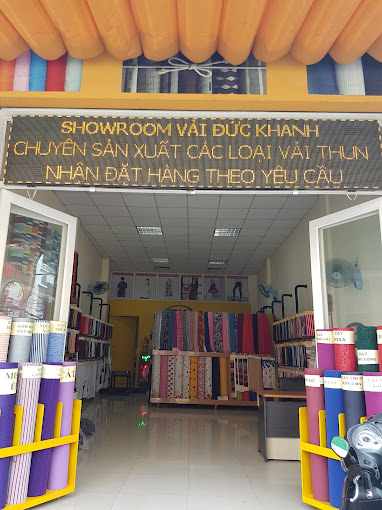 SHOWROOM VẢI ĐỨC KHANH
CHUYÊN SẢN XUẤT CÁC LOẠI VẢI THUN
NHẬN ĐẶT HÀNG THEO YÊU CẦU